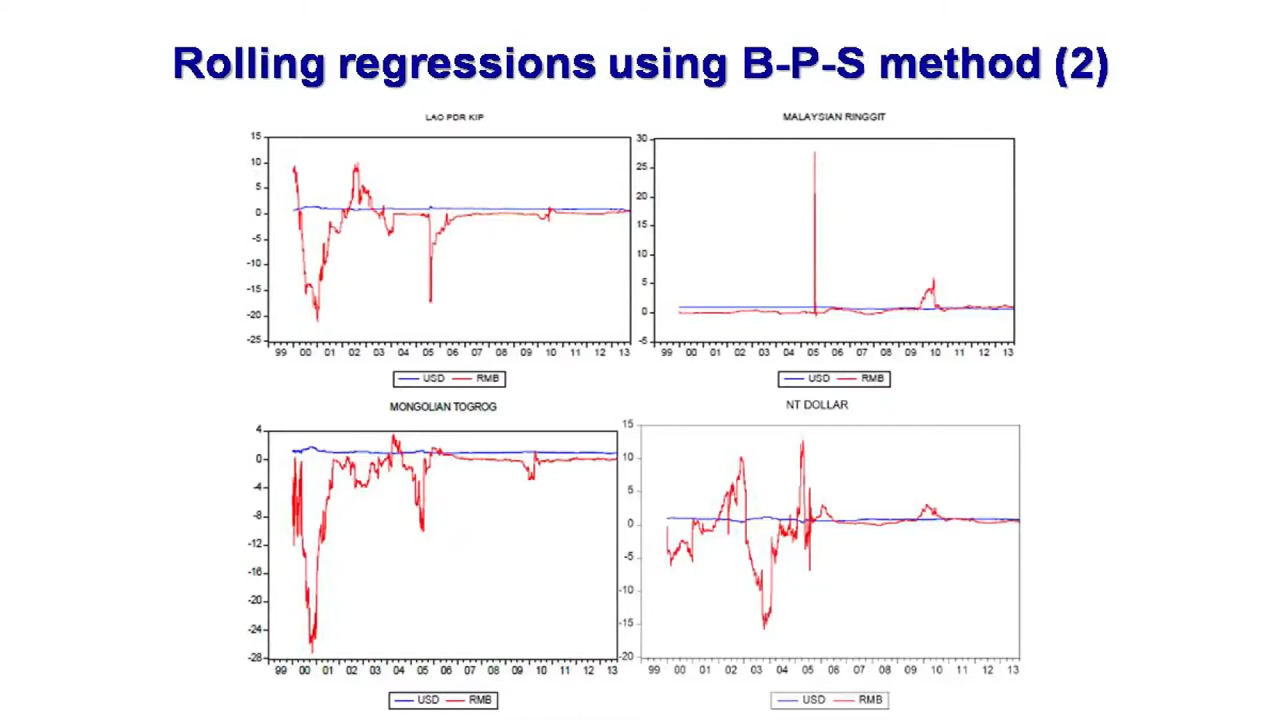 Rolling regressions using B-P-S method (2)
LAO PDR KIP
15
10
5
0
-5
-10
-15
-20
-25
99 00 01 02 03 04 05 06 07 08 09 10 11 12 13
USD RMB
MALAYSIAN RINGGIT
30
25
20
15
10
5
0
-5
99 00 01 02 03 04 05 06 07 08 09 10 11 12 13
USD RMB
MONGOLIAN TOGROG
4
0
-4
-8
-12
-16
-20
-24
-28
99 00 01 02 03 04 05 06 07 08 09 10 11 12 13
USD RMB
NT DOLLAR
15
10
5
0
-5
-10
-15
-20
99 00 01 02 03 04 05 06 07 08 09 10 11 12 13
USD RMB